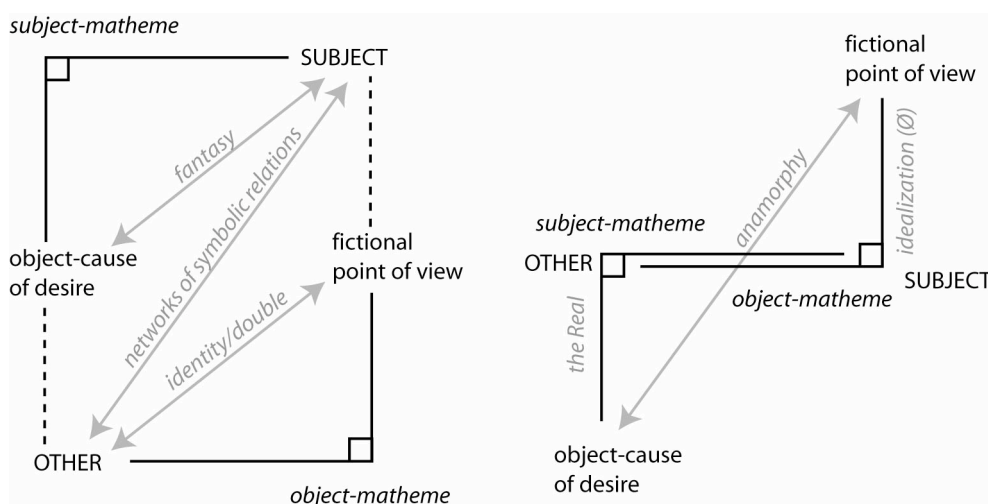 subject-matheme
SUBJECT
fantasy
networks of symbolic relations
object-cause
of desire
fictional
point of view
identity/double
OTHER
object-matheme
fictional
point of view
idealization (Ø)
anamorphy
subject-matheme
OTHER
SUBJECT
object-matheme
the Real
object-cause
of desire